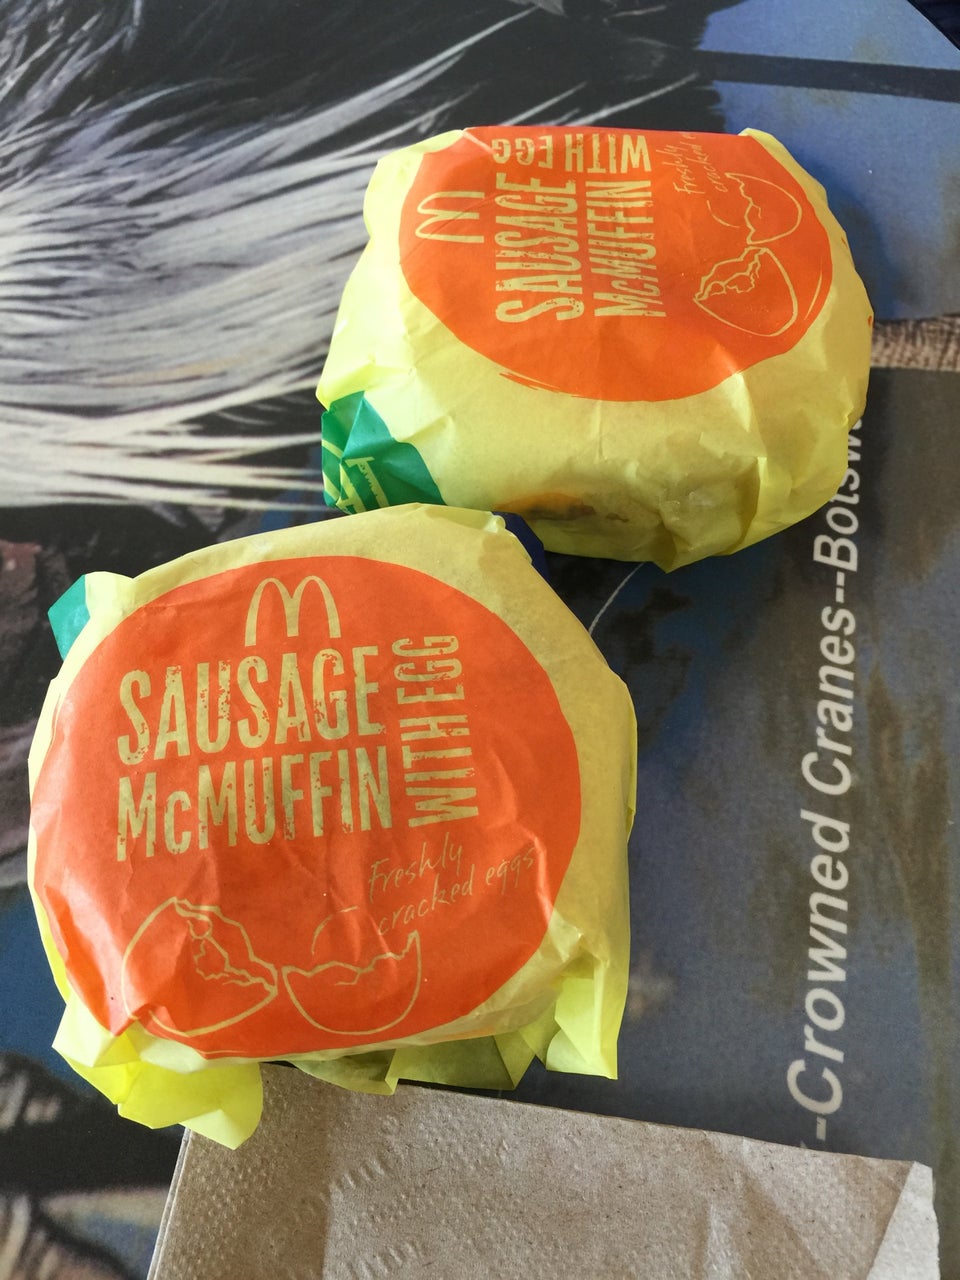 SAUSAGE
McMUFFIN
WITH EGG
Freshly
cracked
SAUSAGE
McMUFFIN
WITH EGG
Freshly
cracked eggs
-Crowned Cranes--Botsw